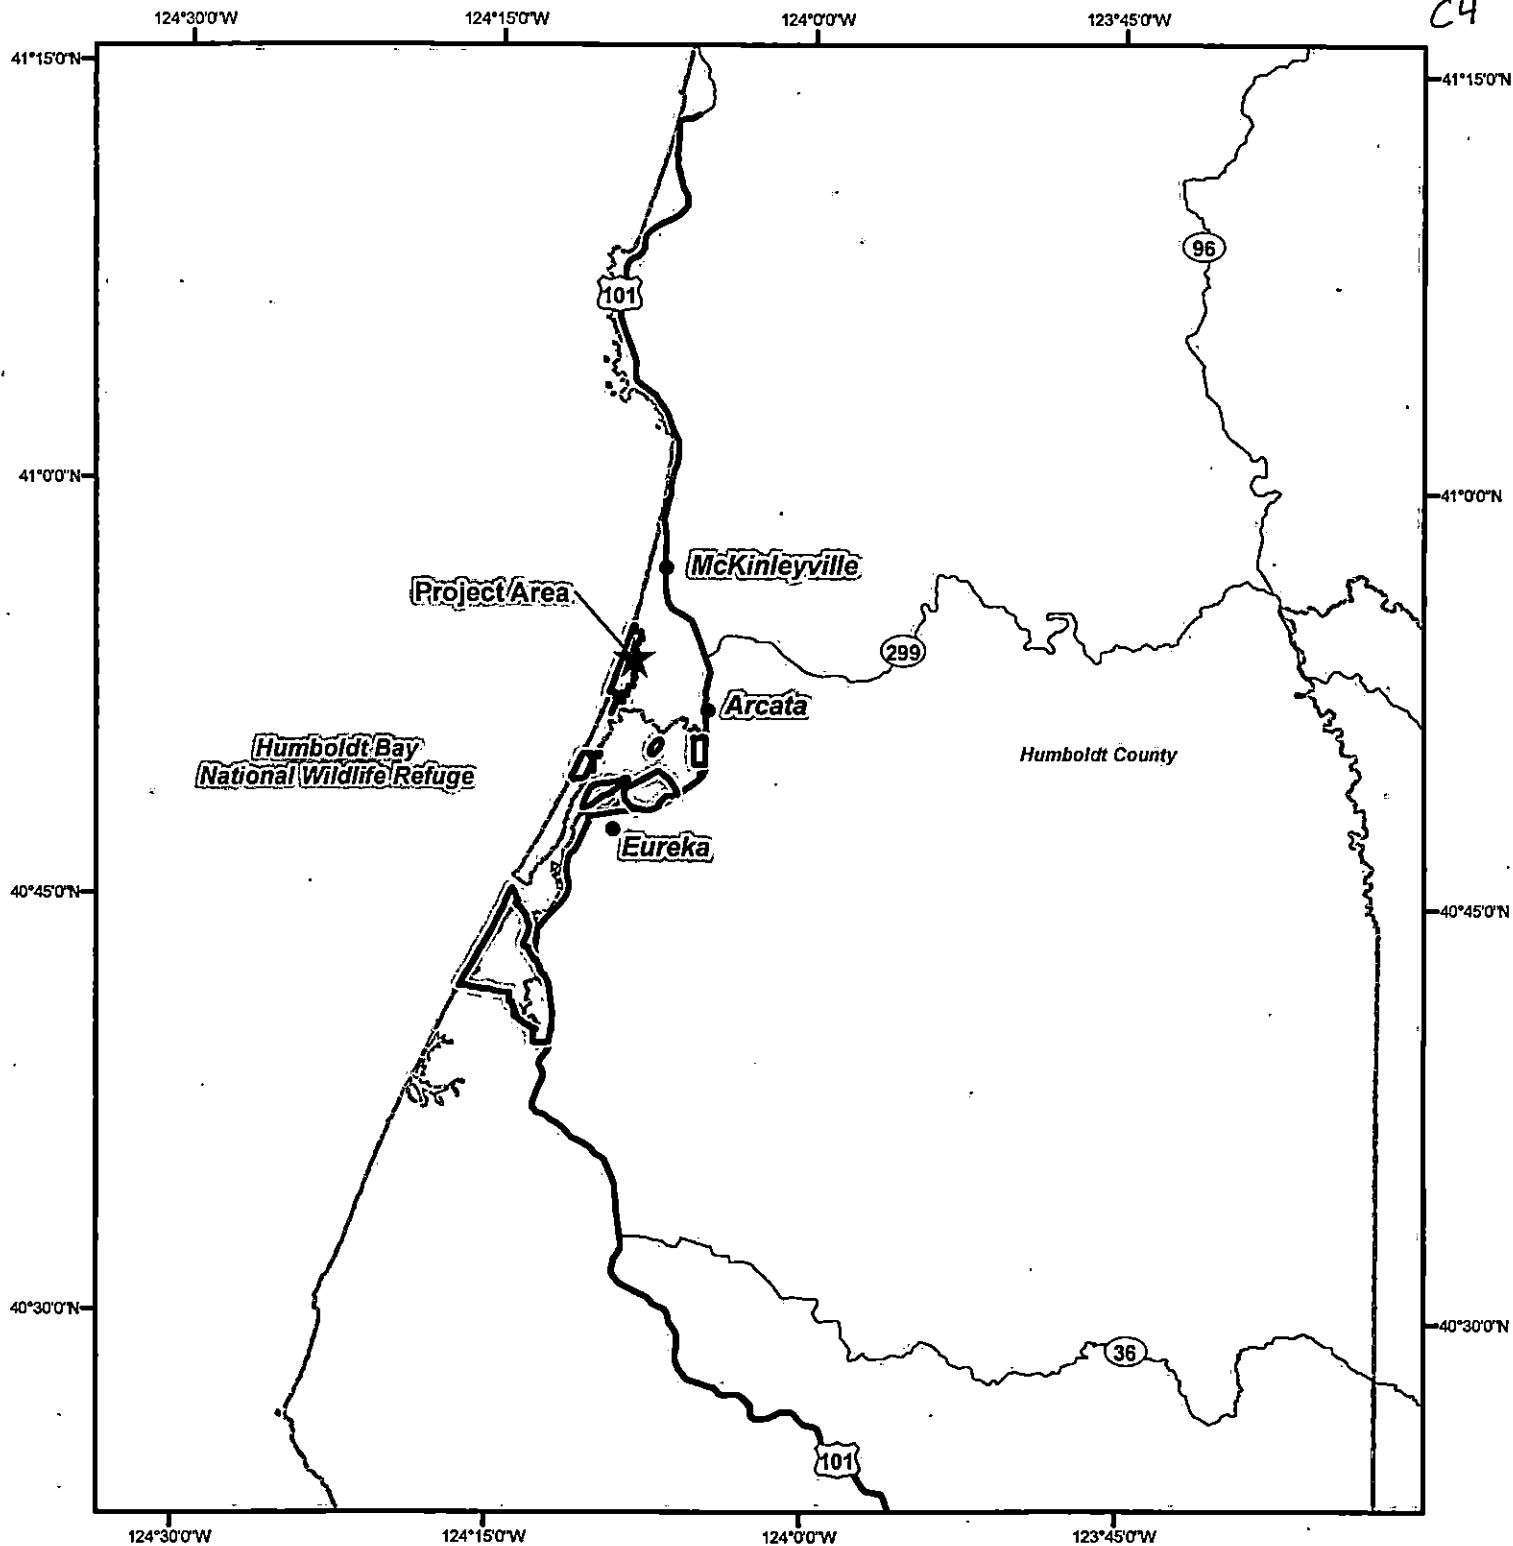 C4
124°30'0"W 124°15'0"W 124°0'0"W 123°45'0"W
41°15'0"N 41°15'0"N
96
101
41°0'0"N 41°0'0"N
McKinleyville
Project Area
299
Arcata
Humboldt Bay
National Wildlife Refuge
Humboldt County
Eureka
40°45'0"N 40°45'0"N
40°30'0"N 40°30'0"N
36
101
124°30'0"W 124°15'0"W 124°0'0"W 123°45'0"W